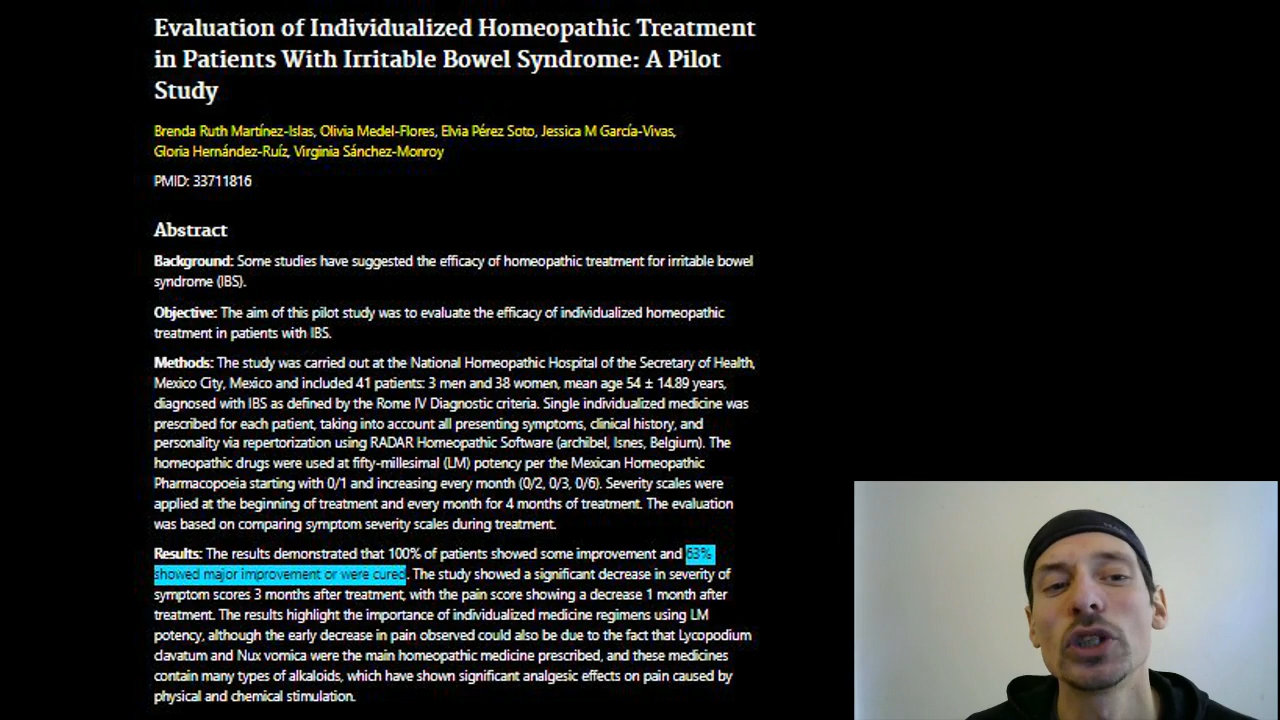 Evaluation of Individualized Homeopathic Treatment
in Patients With Irritable Bowel Syndrome: A Pilot
Study
Brenda Ruth Martínez-Islas, Olivia Medel-Flores, Elvia Pérez Soto, Jessica M García-Vivas,
Gloria Hernández-Ruíz, Virginia Sánchez-Monroy
PMID: 33711816
Abstract
Background: Some studies have suggested the efficacy of homeopathic treatment for irritable bowel
syndrome (IBS).
Objective: The aim of this pilot study was to evaluate the efficacy of individualized homeopathic
treatment in patients with IBS.
Methods: The study was carried out at the National Homeopathic Hospital of the Secretary of Health,
Mexico City, Mexico and included 41 patients: 3 men and 38 women, mean age 54 ± 14.89 years,
diagnosed with IBS as defined by the Rome IV Diagnostic criteria. Single individualized medicine was
prescribed for each patient, taking into account all presenting symptoms, clinical history, and
personality via repertorization using RADAR Homeopathic Software (archibel, Isnes, Belgium). The
homeopathic drugs were used at fifty-millesimal (LM) potency per the Mexican Homeopathic
Pharmacopoeia starting with 0/1 and increasing every month (0/2, 0/3, 0/6). Severity scales were
applied at the beginning of treatment and every month for 4 months of treatment. The evaluation
was based on comparing symptom severity scales during treatment.
Results: The results demonstrated that 100% of patients showed some improvement and 63%
showed major improvement or were cured. The study showed a significant decrease in severity of
symptom scores 3 months after treatment, with the pain score showing a decrease 1 month after
treatment. The results highlight the importance of individualized medicine regimens using LM
potency, although the early decrease in pain observed could also be due to the fact that Lycopodium
clavatum and Nux vomica were the main homeopathic medicine prescribed, and these medicines
contain many types of alkaloids, which have shown significant analgesic effects on pain caused by
physical and chemical stimulation.